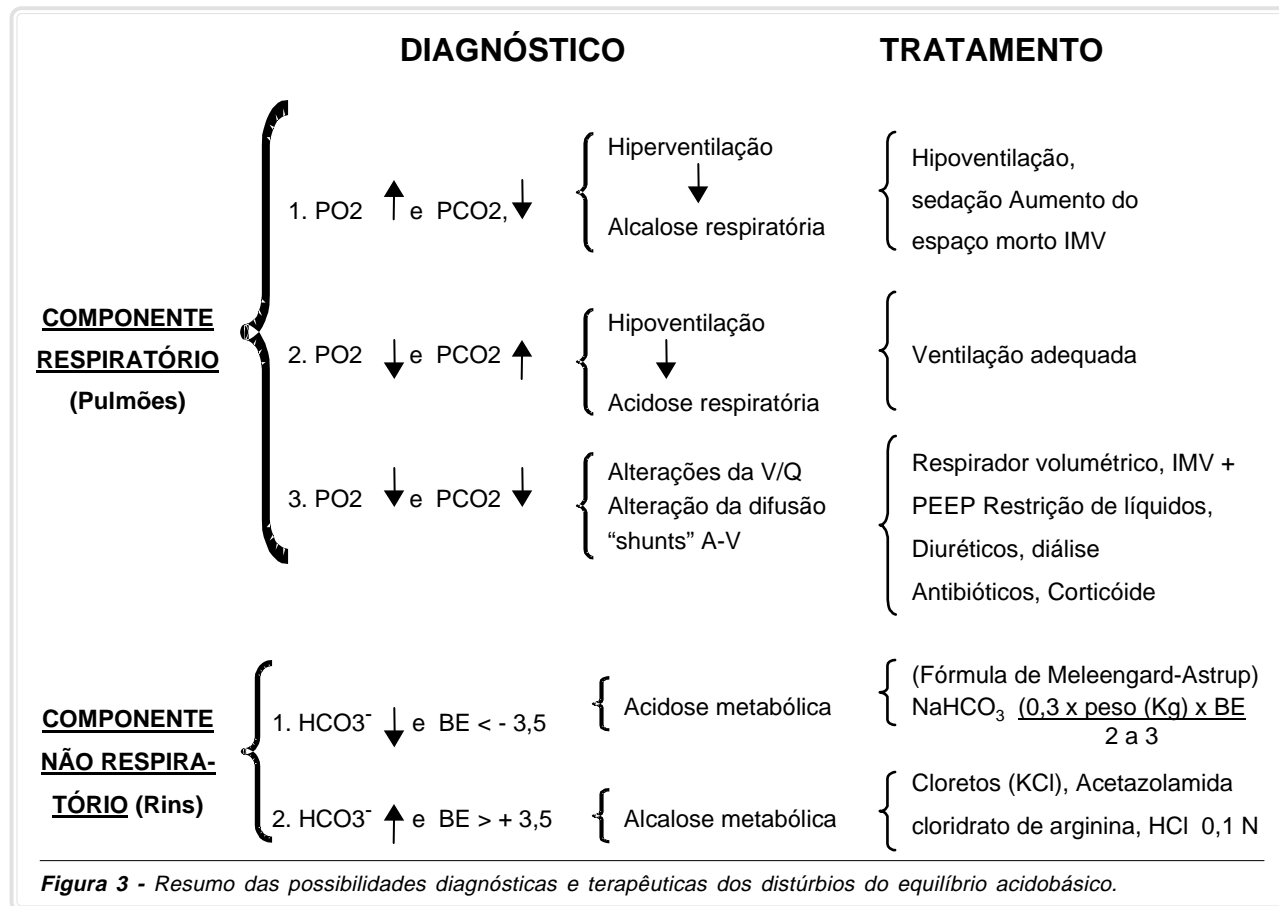 DIAGNÓSTICO
TRATAMENTO
COMPONENTE
RESPIRATÓRIO
(Pulmões)
1. PO2 ↑ e PCO2, ↓
Hiperventilação
↓
Alcalose respiratória
Hipoventilação,
sedação Aumento do
espaço morto IMV
2. PO2 ↓ e PCO2 ↑
Hipoventilação
↓
Acidose respiratória
Ventilação adequada
3. PO2 ↓ e PCO2 ↓
Alterações da V/Q
Alteração da difusão
“shunts” A-V
Respirador volumétrico, IMV +
PEEP Restrição de líquidos,
Diuréticos, diálise
Antibióticos, Corticóide
COMPONENTE
NÃO RESPIRA-
TÓRIO (Rins)
1. HCO3⁻ ↓ e BE < - 3,5
Acidose metabólica
(Fórmula de Meleengard-Astrup)
NaHCO₃ (0,3 x peso (Kg) x BE
2 a 3
2. HCO3⁻ ↑ e BE > + 3,5
Alcalose metabólica
Cloretos (KCl), Acetazolamida
cloridrato de arginina, HCl 0,1 N
Figura 3 - Resumo das possibilidades diagnósticas e terapêuticas dos distúrbios do equilíbrio acidobásico.